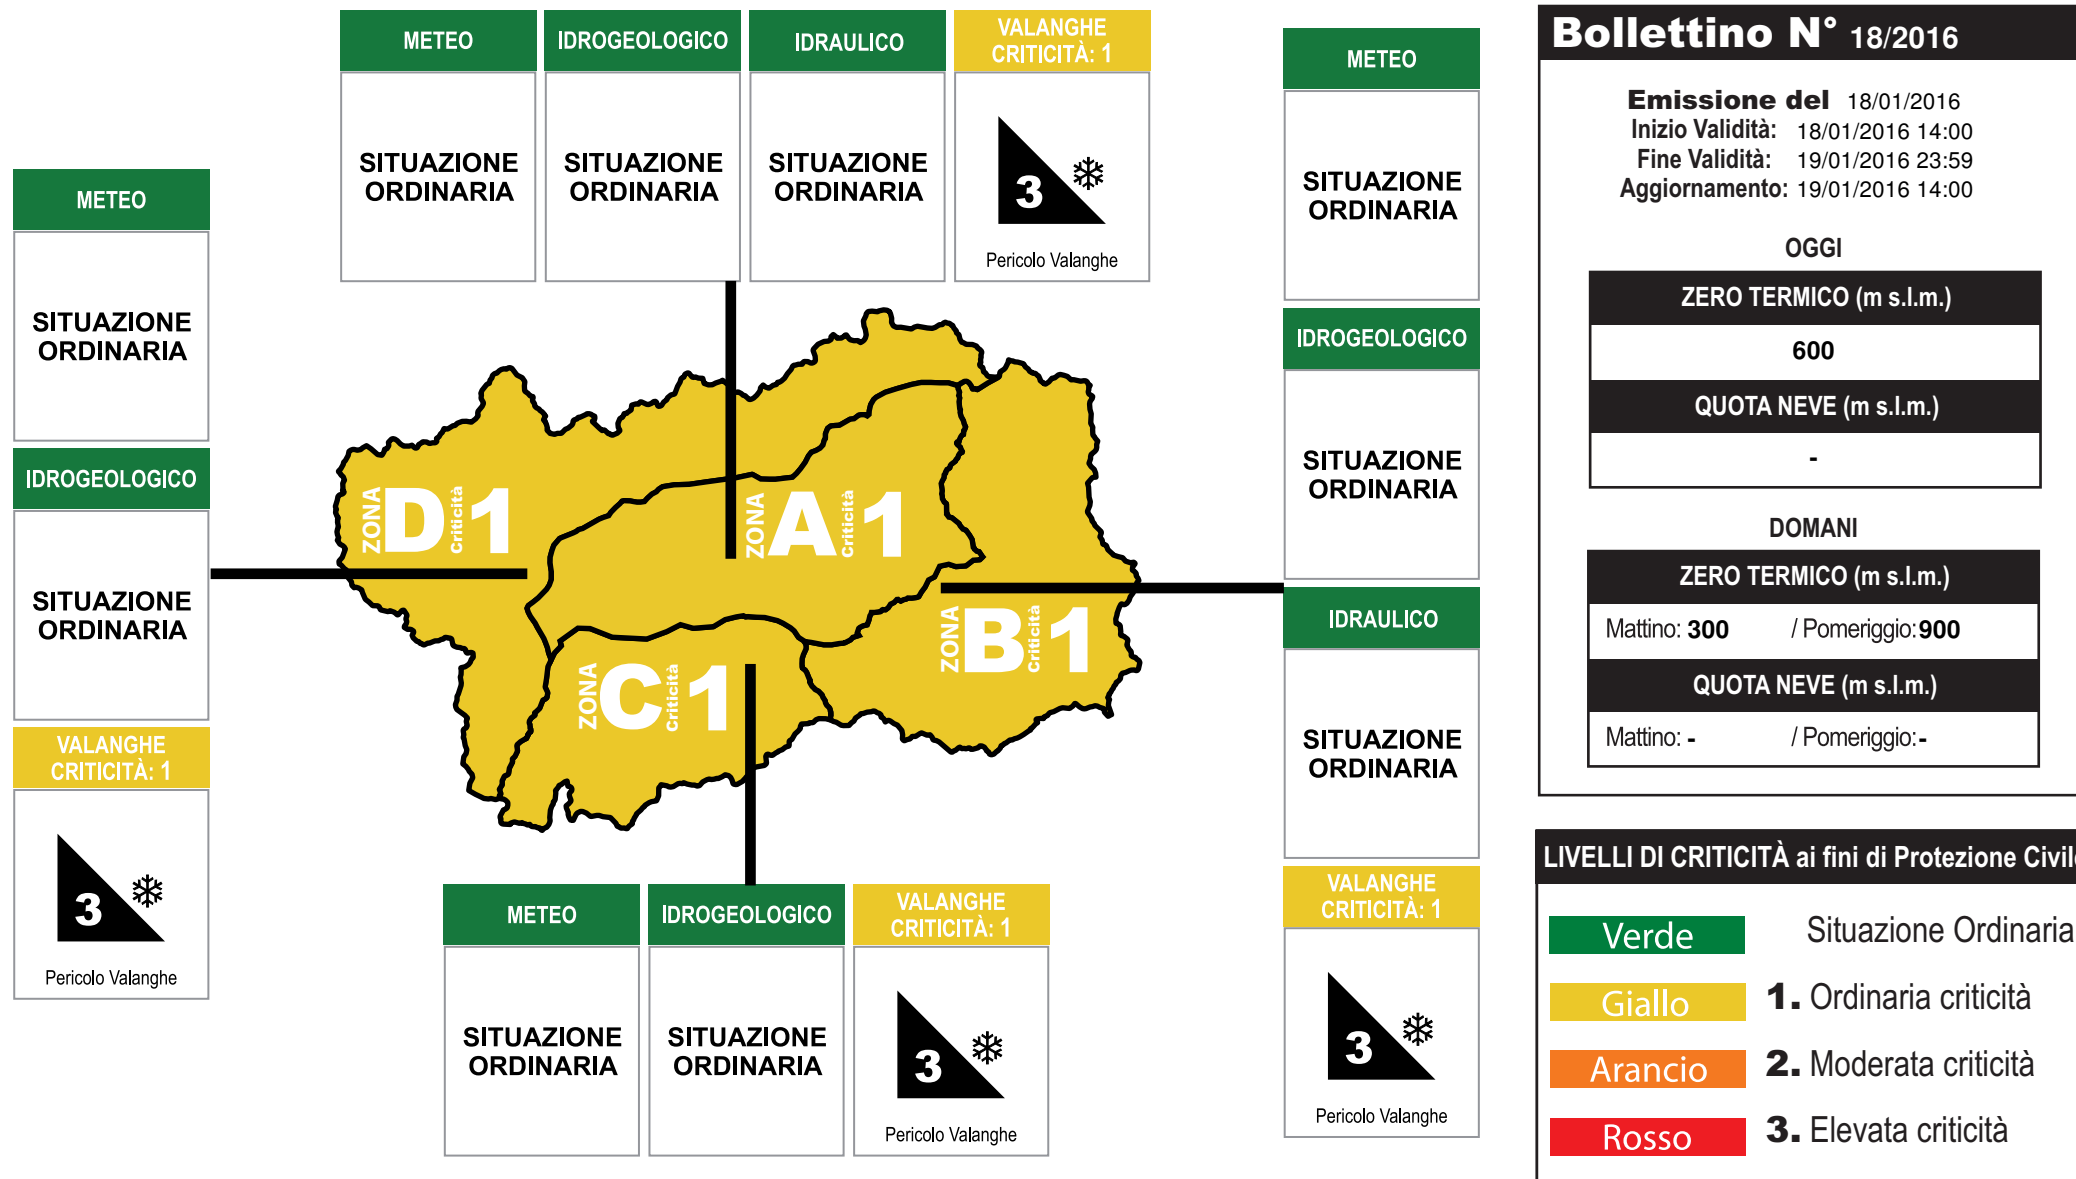 METEO
IDROGEOLOGICO
IDRAULICO
VALANGHE
CRITICITÀ: 1
SITUAZIONE
ORDINARIA
SITUAZIONE
ORDINARIA
SITUAZIONE
ORDINARIA
3
Pericolo Valanghe
METEO
SITUAZIONE
ORDINARIA
IDROGEOLOGICO
SITUAZIONE
ORDINARIA
VALANGHE
CRITICITÀ: 1
3
Pericolo Valanghe
ZONA D Criticità 1
ZONA A Criticità 1
ZONA B Criticità 1
ZONA C Criticità 1
METEO
IDROGEOLOGICO
VALANGHE
CRITICITÀ: 1
SITUAZIONE
ORDINARIA
SITUAZIONE
ORDINARIA
3
Pericolo Valanghe
METEO
SITUAZIONE
ORDINARIA
IDROGEOLOGICO
SITUAZIONE
ORDINARIA
IDRAULICO
SITUAZIONE
ORDINARIA
VALANGHE
CRITICITÀ: 1
3
Pericolo Valanghe
Bollettino N° 18/2016
Emissione del 18/01/2016
Inizio Validità: 18/01/2016 14:00
Fine Validità: 19/01/2016 23:59
Aggiornamento: 19/01/2016 14:00
OGGI
ZERO TERMICO (m s.l.m.)
600
QUOTA NEVE (m s.l.m.)
-
DOMANI
ZERO TERMICO (m s.l.m.)
Mattino: 300 / Pomeriggio: 900
QUOTA NEVE (m s.l.m.)
Mattino: - / Pomeriggio: -
LIVELLI DI CRITICITÀ ai fini di Protezione Civile
Verde Situazione Ordinaria
Giallo 1. Ordinaria criticità
Arancio 2. Moderata criticità
Rosso 3. Elevata criticità